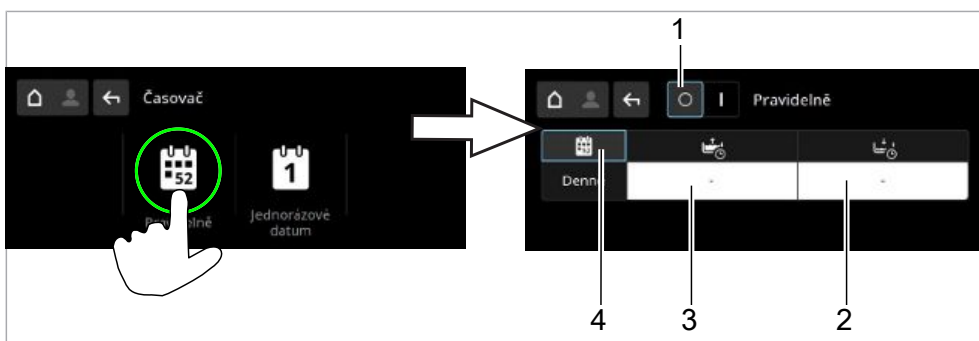 1
Časovač
Pravidelně
52
1
Pravidelně
Jednorázové
datum
Denně
-
-
4
3
2